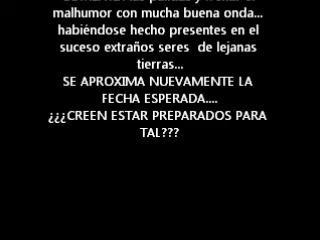 malhumor con mucha buena onda...
habiéndose hecho presentes en el
suceso extraños seres de lejanas
tierras...
SE APROXIMA NUEVAMENTE LA
FECHA ESPERADA....
¿¿¿CREEN ESTAR PREPARADOS PARA
TAL???